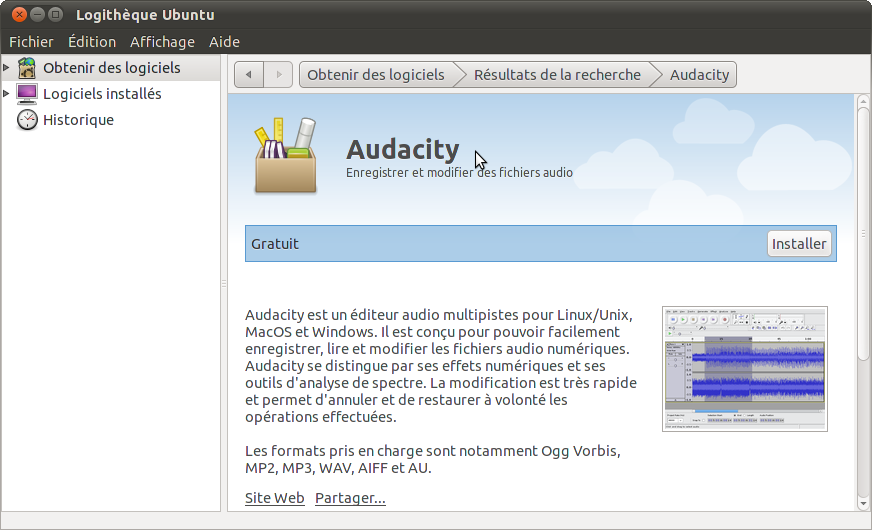 Logithèque Ubuntu
Fichier Édition Affichage Aide
Obtenir des logiciels
Logiciels installés
Historique
Obtenir des logiciels Résultats de la recherche Audacity
Audacity
Enregistrer et modifier des fichiers audio
Gratuit Installer
Audacity est un éditeur audio multipistes pour Linux/Unix,
MacOS et Windows. Il est conçu pour pouvoir facilement
enregistrer, lire et modifier les fichiers audio numériques.
Audacity se distingue par ses effets numériques et ses
outils d'analyse de spectre. La modification est très rapide
et permet d'annuler et de restaurer à volonté les
opérations effectuées.
Les formats pris en charge sont notamment Ogg Vorbis,
MP2, MP3, WAV, AIFF et AU.
Site Web Partager...